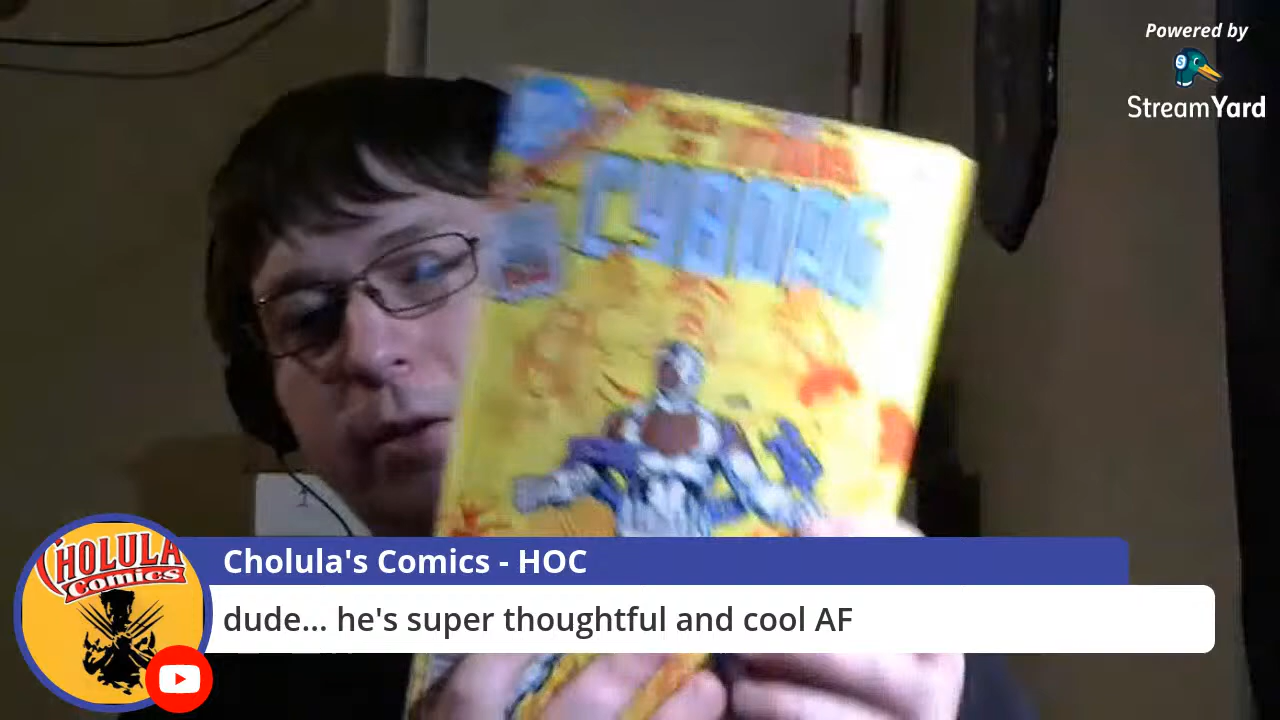 Powered by
StreamYard
CYBORG
CHOLULA
Comics
Cholula's Comics - HOC
dude... he's super thoughtful and cool AF